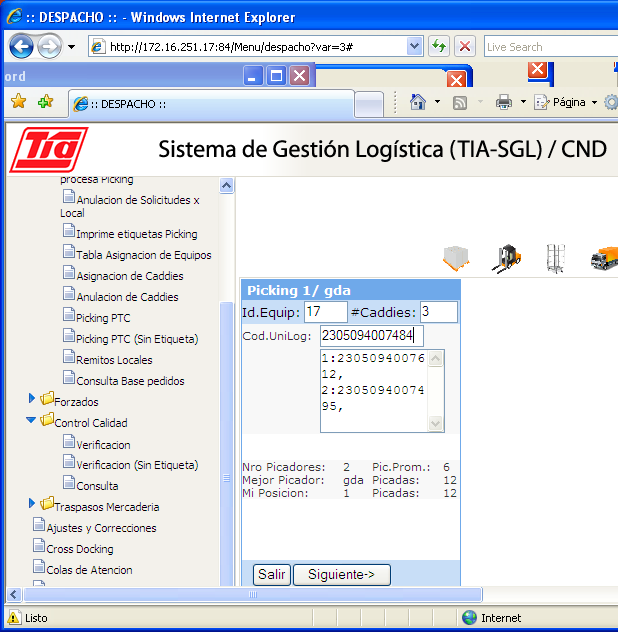 :: DESPACHO :: - Windows Internet Explorer
http://172.16.251.17:84/Menu/despacho?var=3#
Live Search
ord
:: DESPACHO ::
Página
Tia
Sistema de Gestión Logística (TIA-SGL) / CND
procesa Picking
Anulacion de Solicitudes x
Local
Imprime etiquetas Picking
Tabla Asignacion de Equipos
Asignacion de Caddies
Anulacion de Caddies
Picking PTC
Picking PTC (Sin Etiqueta)
Remitos Locales
Consulta Base pedidos
Forzados
Control Calidad
Verificacion
Verificacion (Sin Etiqueta)
Consulta
Traspasos Mercaderia
Ajustes y Correcciones
Cross Docking
Colas de Atencion
Picking 1/ gda
Id.Equip: 17 #Caddies: 3
Cod.UniLog: 2305094007484
1:23050940076
12,
2:23050940074
95,
Nro Picadores: 2 Pic.Prom.: 6
Mejor Picador: gda Picadas: 12
Mi Posicion: 1 Picadas: 12
Salir Siguiente->
Listo
Internet